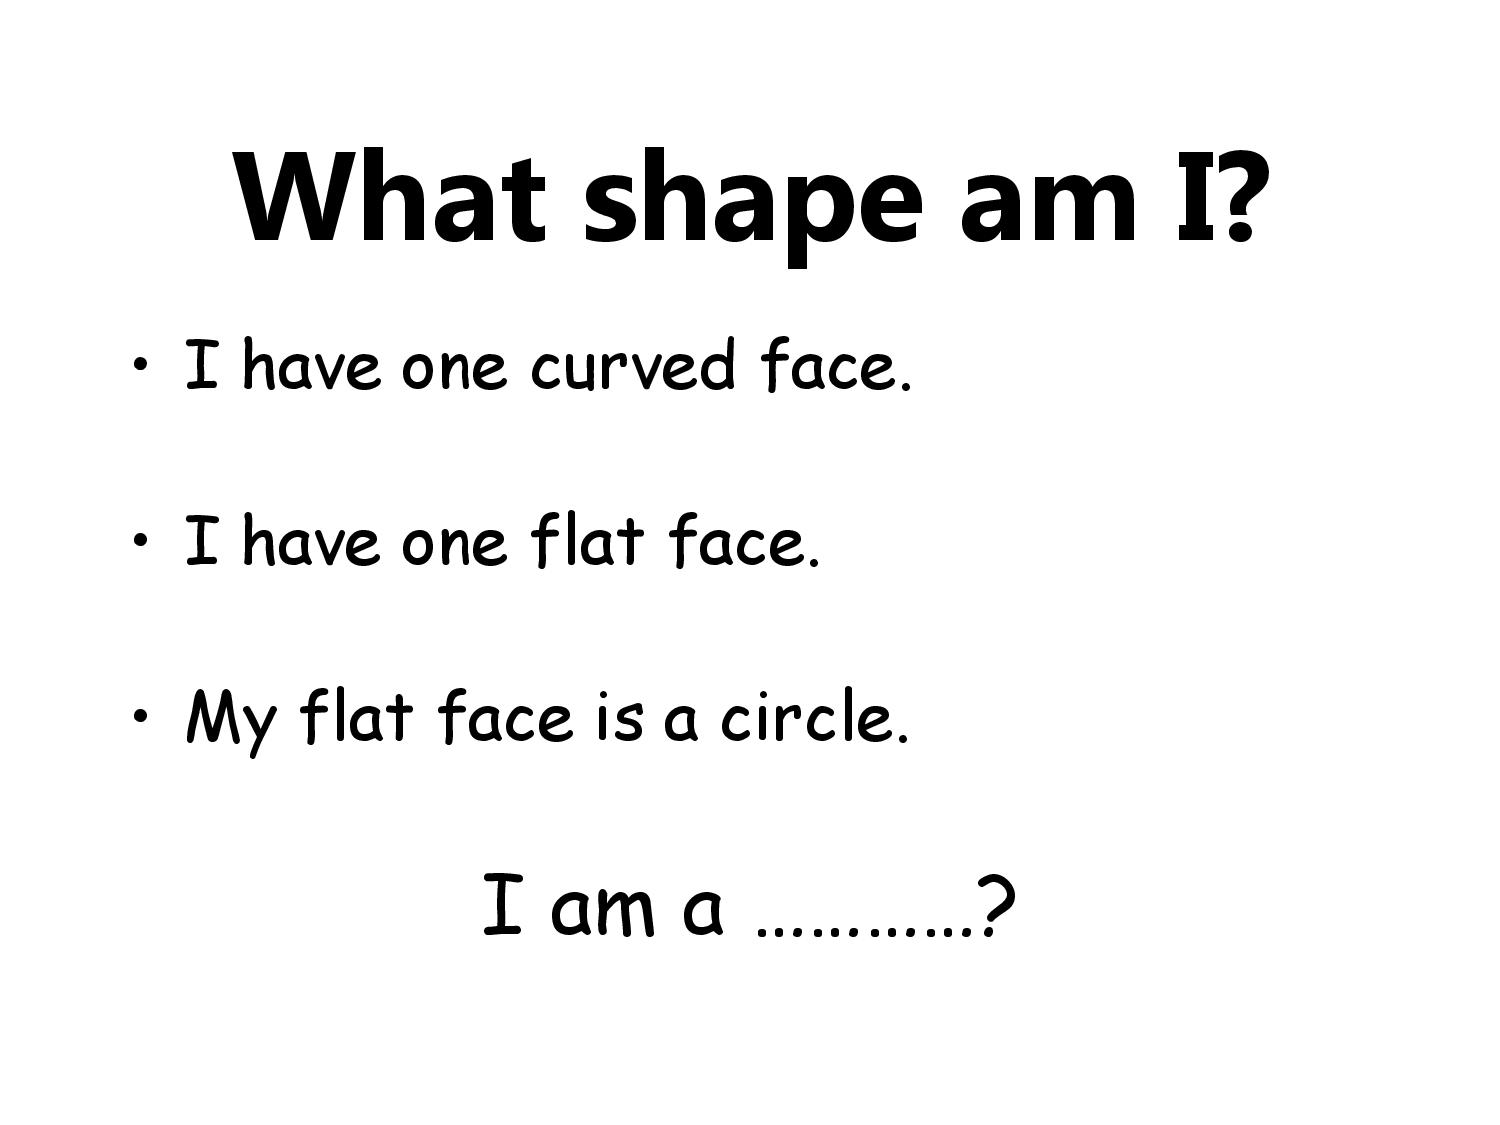 What shape am I?
• I have one curved face.
• I have one flat face.
• My flat face is a circle.
I am a …………?